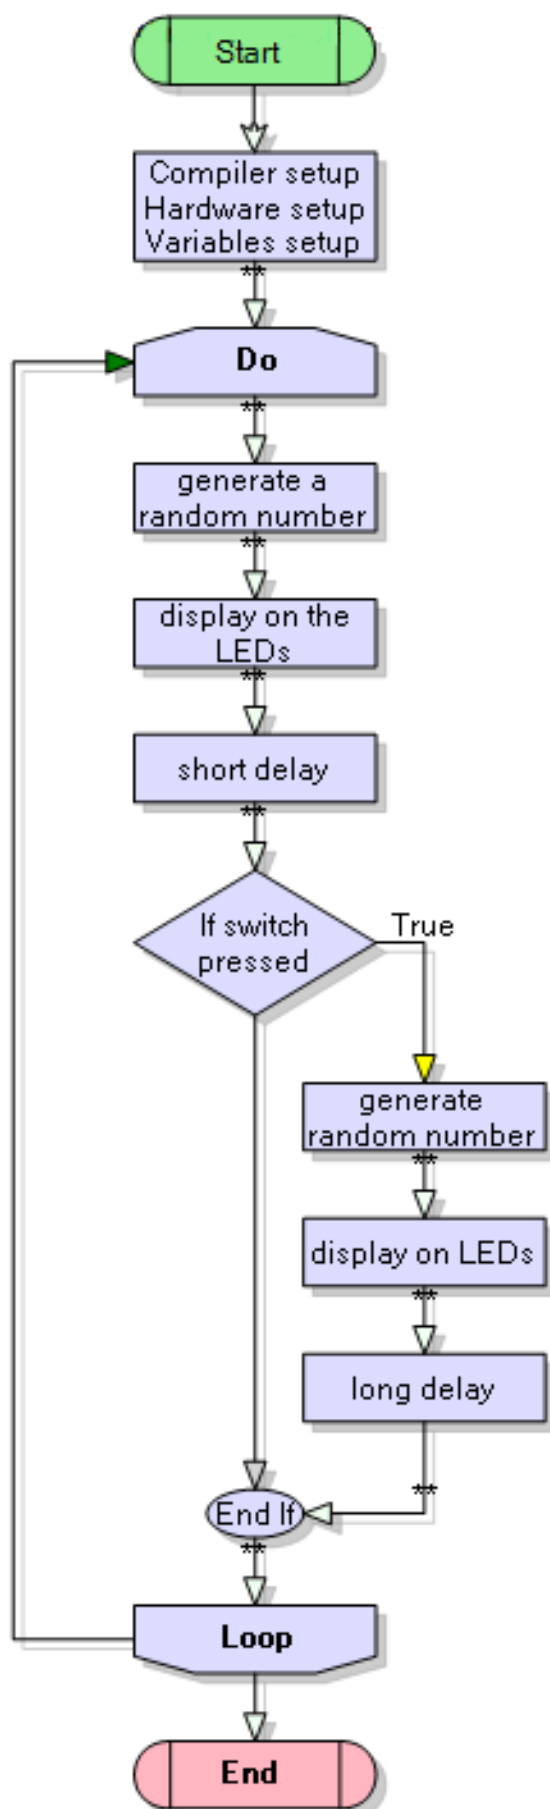 Start
Compiler setup
Hardware setup
Variables setup
**
Do
**
generate a
random number
**
display on the
LEDs
**
short delay
**
If switch
pressed
True
generate
random number
**
display on LEDs
**
long delay
**
End If
**
Loop
End